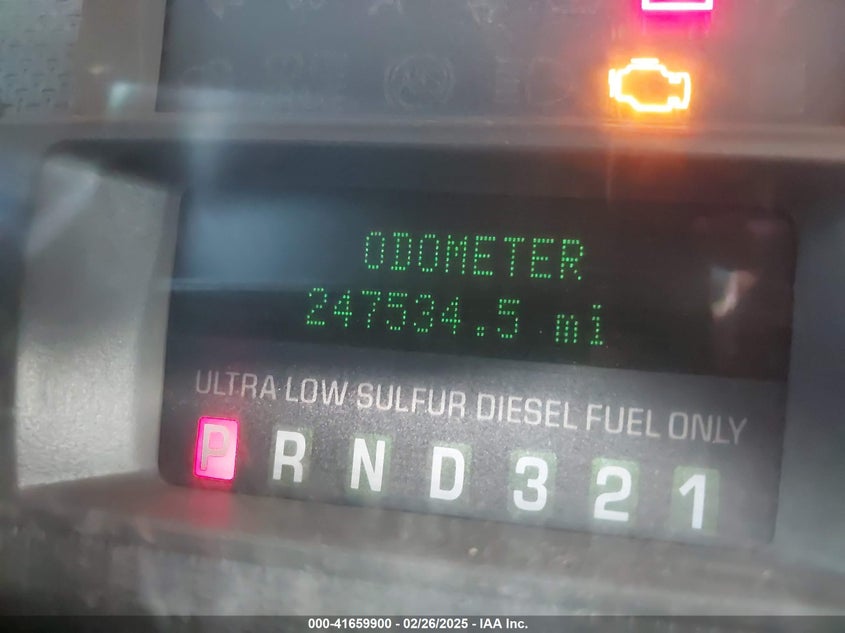 ODOMETER
247534.5 mi
ULTRA LOW SULFUR DIESEL FUEL ONLY
P R N D 3 2 1
000-41659900 - 02/26/2025 - IAA Inc.